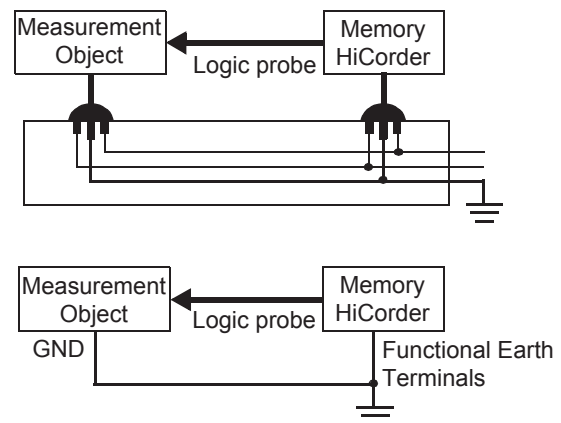 Measurement
Object
Logic probe
Memory
HiCorder
Measurement
Object
GND
Logic probe
Memory
HiCorder
Functional Earth
Terminals